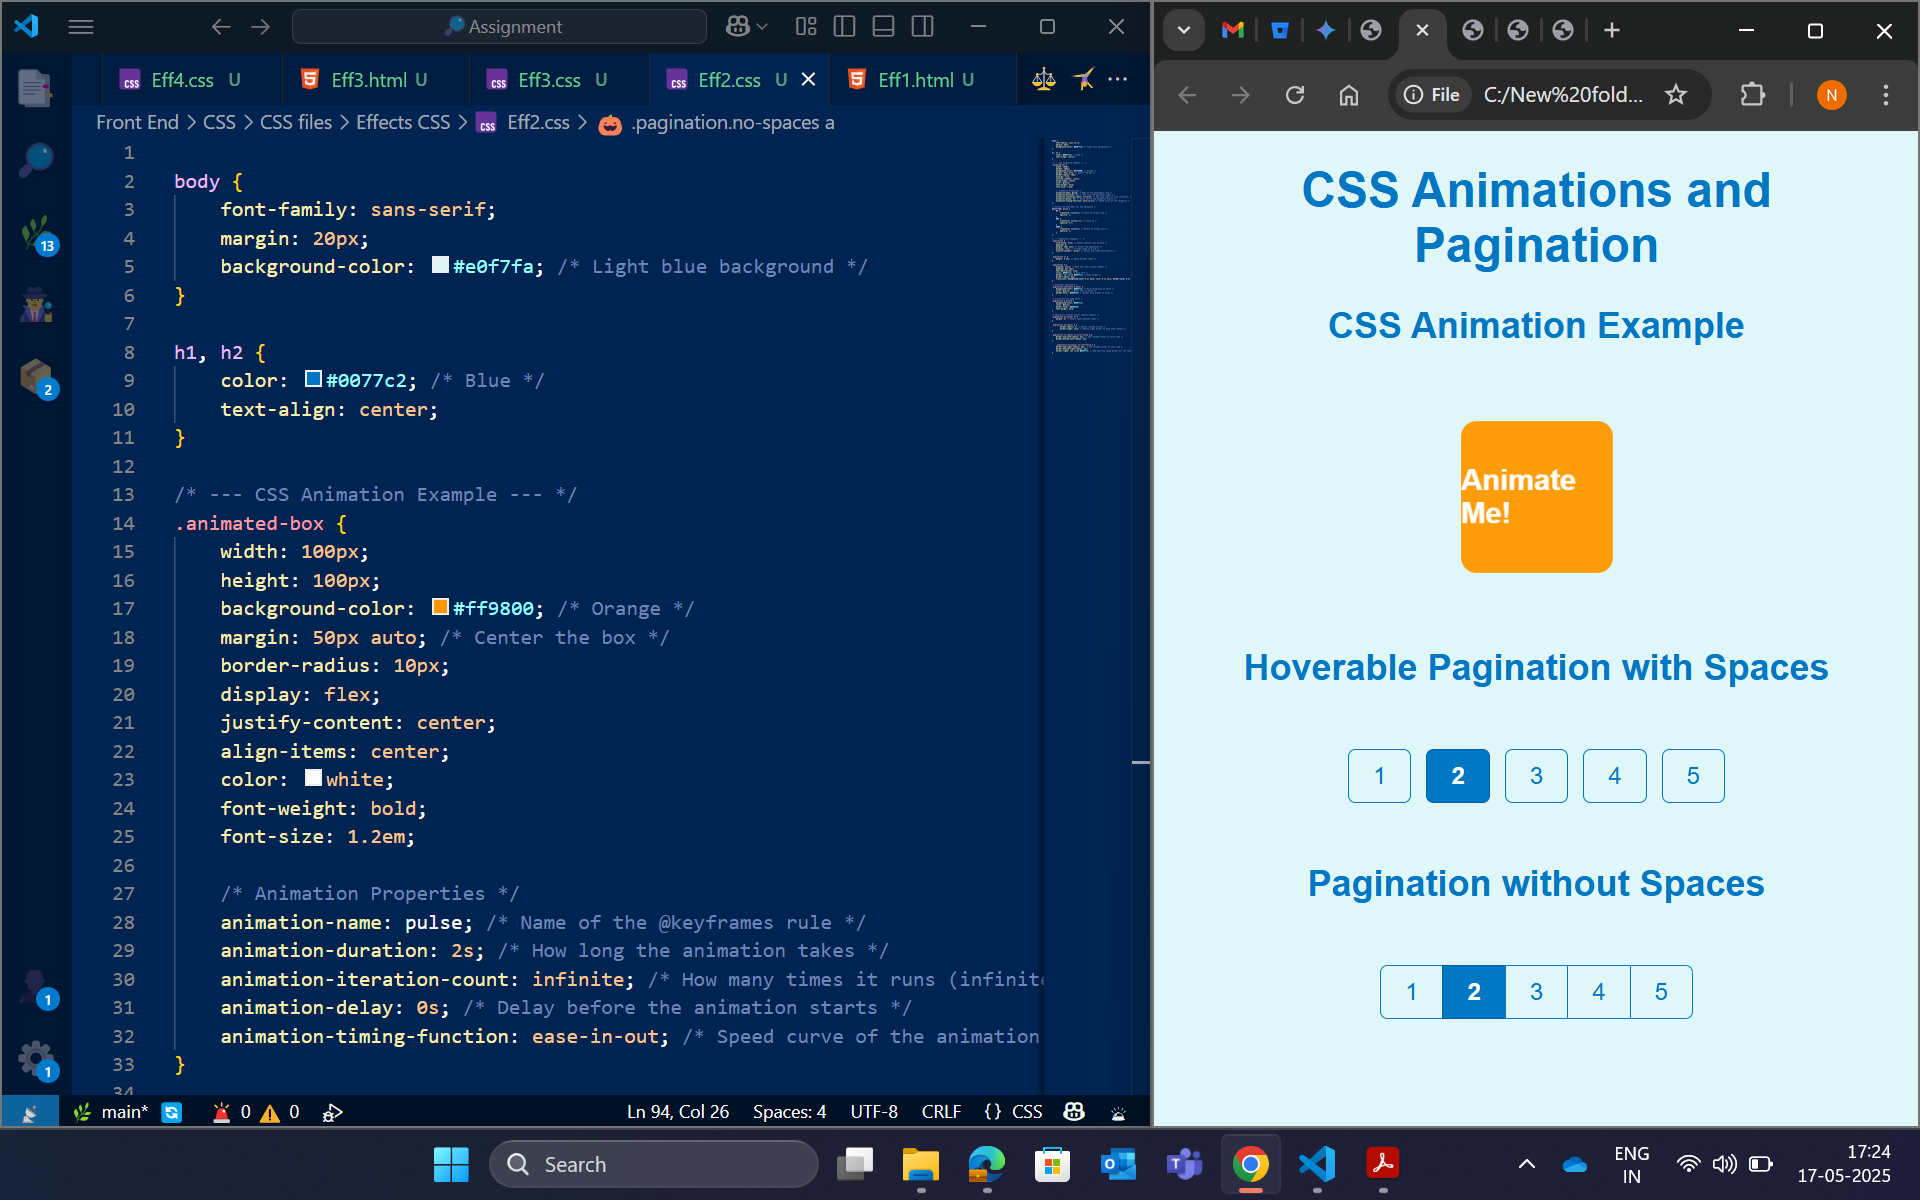 Assignment
Eff4.css U
Eff3.html U
Eff3.css U
Eff2.css U
Eff1.html U
Front End > CSS > CSS files > Effects CSS > Eff2.css > .pagination.no-spaces a
1
2 body {
3 font-family: sans-serif;
4 margin: 20px;
5 background-color: #e0f7fa; /* Light blue background */
6 }
7
8 h1, h2 {
9 color: #0077c2; /* Blue */
10 text-align: center;
11 }
12
13 /* --- CSS Animation Example --- */
14 .animated-box {
15 width: 100px;
16 height: 100px;
17 background-color: #ff9800; /* Orange */
18 margin: 50px auto; /* Center the box */
19 border-radius: 10px;
20 display: flex;
21 justify-content: center;
22 align-items: center;
23 color: white;
24 font-weight: bold;
25 font-size: 1.2em;
26
27 /* Animation Properties */
28 animation-name: pulse; /* Name of the @keyframes rule */
29 animation-duration: 2s; /* How long the animation takes */
30 animation-iteration-count: infinite; /* How many times it runs (infinite
31 animation-delay: 0s; /* Delay before the animation starts */
32 animation-timing-function: ease-in-out; /* Speed curve of the animation
33 }
34
13
2
1
1
main* 0 0 Ln 94, Col 26 Spaces: 4 UTF-8 CRLF {} CSS
File C:/New%20fold... N
CSS Animations and
Pagination
CSS Animation Example
Animate
Me!
Hoverable Pagination with Spaces
1 2 3 4 5
Pagination without Spaces
1 2 3 4 5
Search
ENG
IN
17:24
17-05-2025